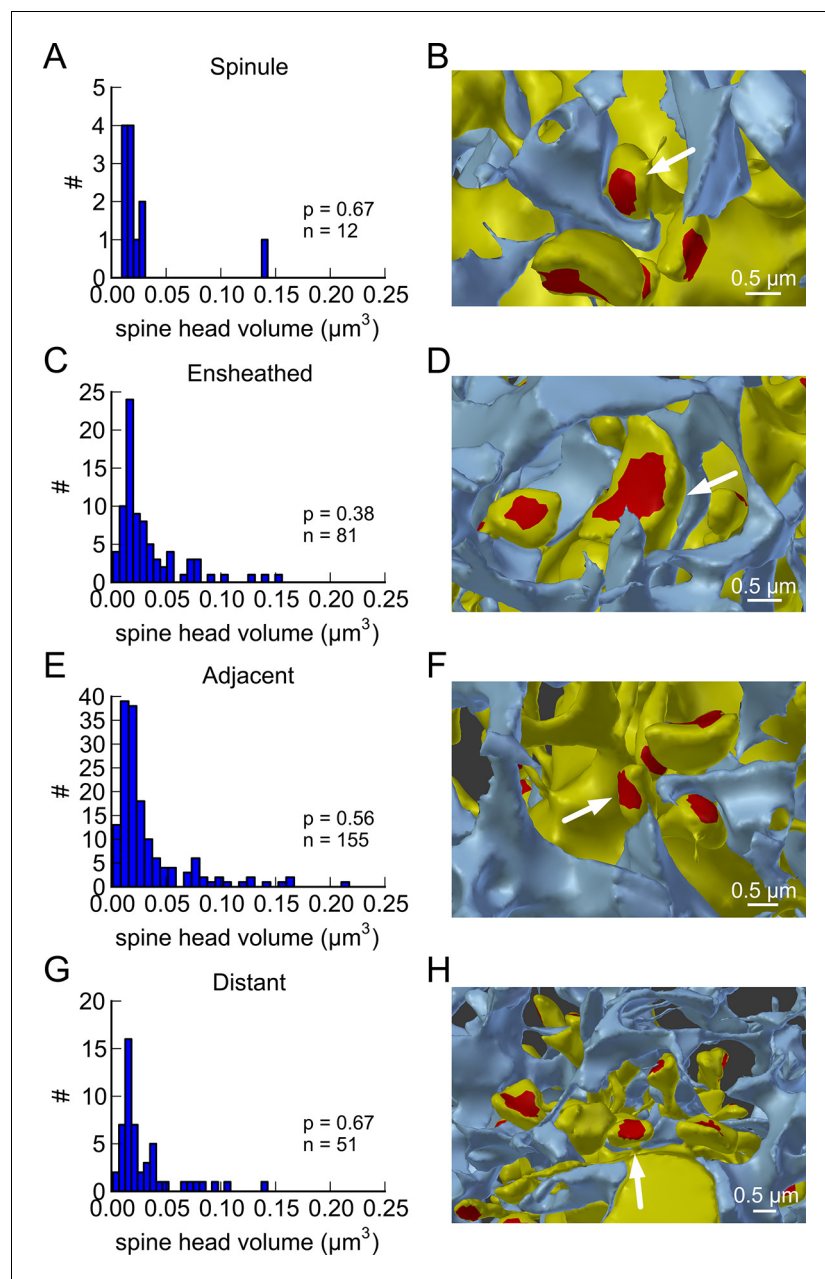 A
Spinule
5
4
3
2
1
0
#
p = 0.67
n = 12
0.00 0.05 0.10 0.15 0.20 0.25
spine head volume (µm³)
B
0.5 µm
C
Ensheathed
25
20
15
10
5
0
#
p = 0.38
n = 81
0.00 0.05 0.10 0.15 0.20 0.25
spine head volume (µm³)
D
0.5 µm
E
Adjacent
40
35
30
25
20
15
10
5
0
#
p = 0.56
n = 155
0.00 0.05 0.10 0.15 0.20 0.25
spine head volume (µm³)
F
0.5 µm
G
Distant
20
15
10
5
0
#
p = 0.67
n = 51
0.00 0.05 0.10 0.15 0.20 0.25
spine head volume (µm³)
H
0.5 µm